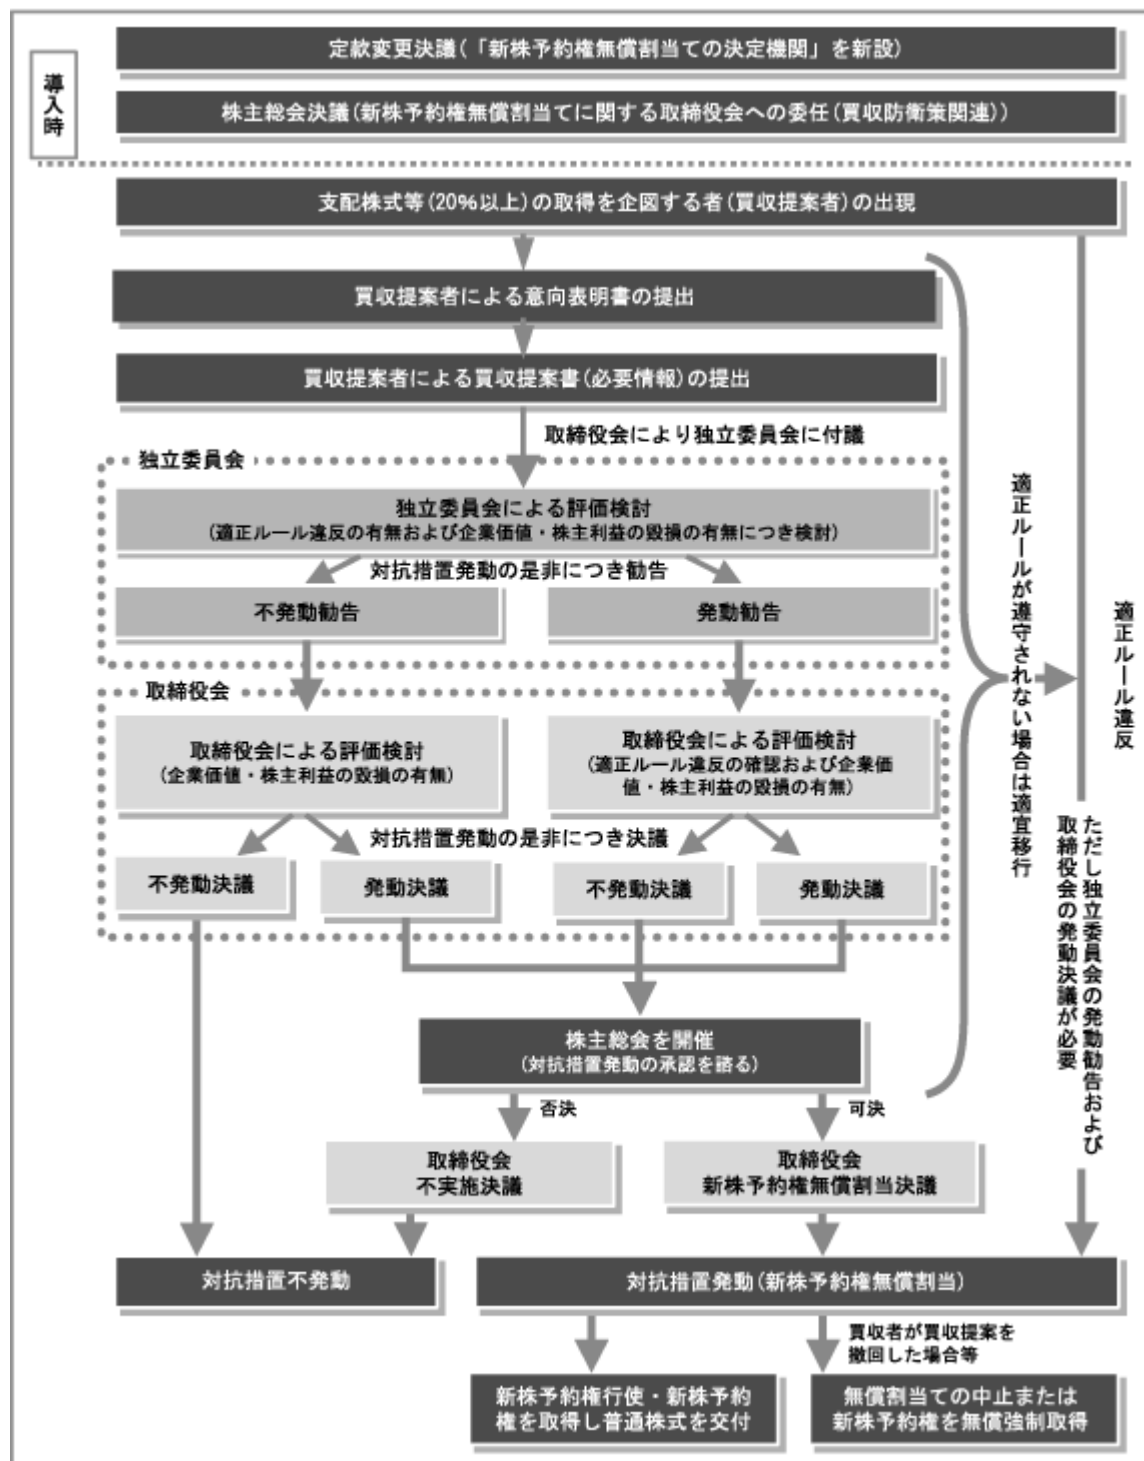 定款変更決議(「新株予約権無償割当ての決定機関」を新設)
導入時
株主総会決議(新株予約権無償割当てに関する取締役会への委任(買収防衛策関連))
支配株式等(20%以上)の取得を企図する者(買収提案者)の出現
買収提案者による意向表明書の提出
買収提案者による買収提案書(必要情報)の提出
取締役会により独立委員会に付議
独立委員会
独立委員会による評価検討
(適正ルール違反の有無および企業価値・株主利益の毀損の有無につき検討)
対抗措置発動の是非につき勧告
不発動勧告
発動勧告
取締役会
取締役会による評価検討
(企業価値・株主利益の毀損の有無)
取締役会による評価検討
(適正ルール違反の確認および企業価
値・株主利益の毀損の有無)
対抗措置発動の是非につき決議
不発動決議
発動決議
不発動決議
発動決議
株主総会を開催
(対抗措置発動の承認を諮る)
否決
可決
取締役会
不実施決議
取締役会
新株予約権無償割当決議
適正ルールが遵守されない場合は適宜移行
適正ルール違反
ただし独立委員会の発動勧告および
取締役会の発動決議が必要
対抗措置不発動
対抗措置発動(新株予約権無償割当)
買収者が買収提案を
撤回した場合等
新株予約権行使・新株予約
権を取得し普通株式を交付
無償割当ての中止または
新株予約権を無償強制取得